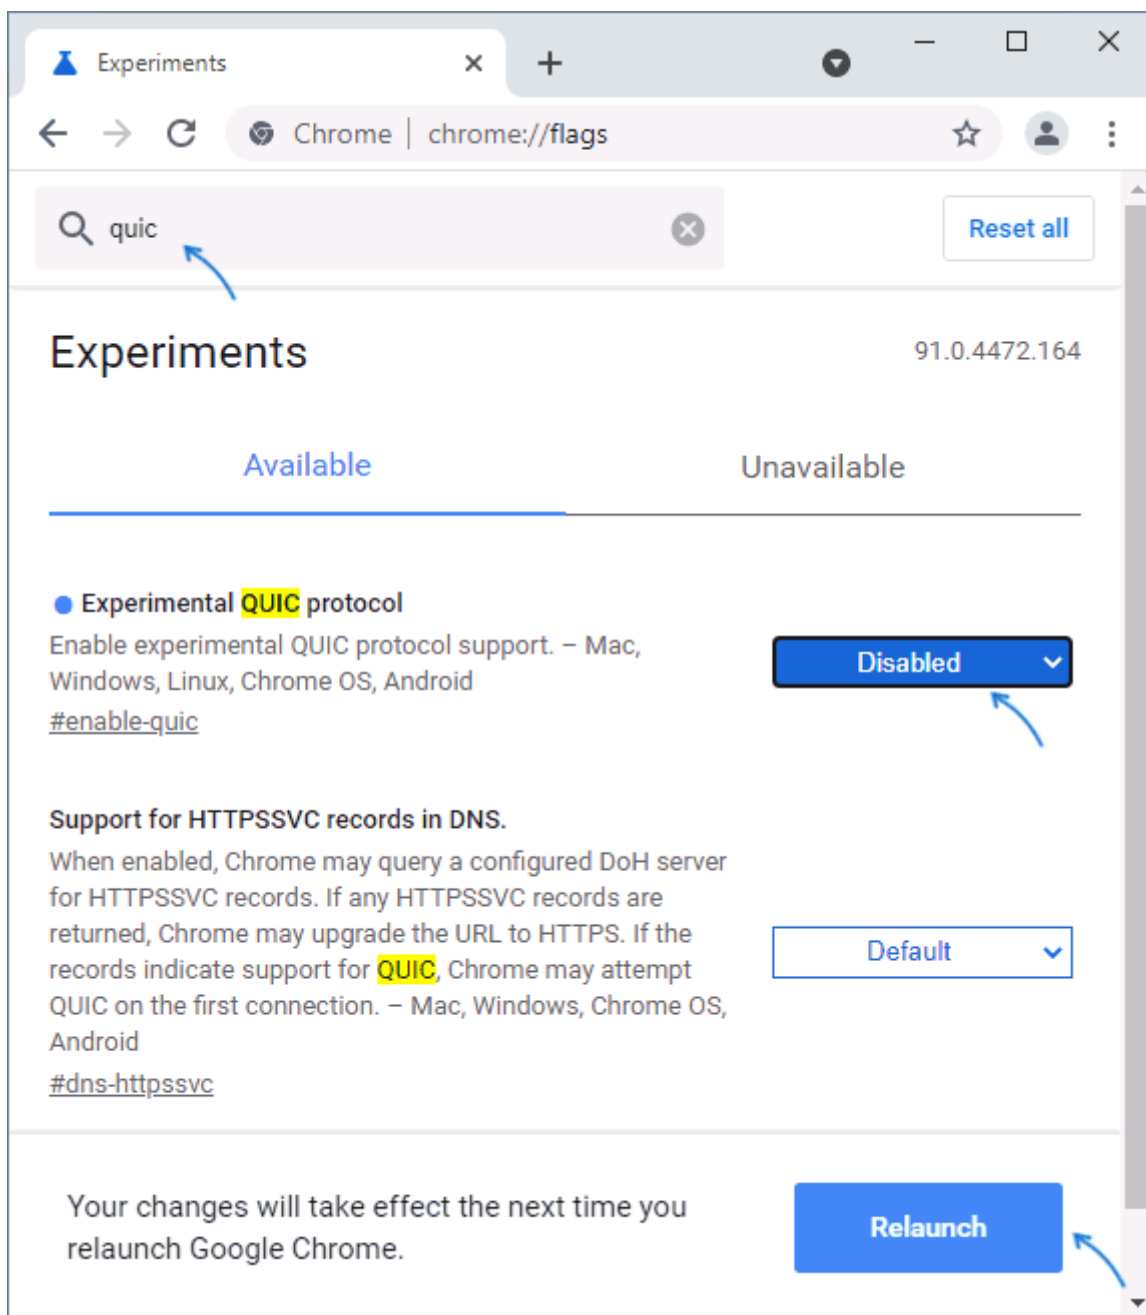 Experiments
Chrome | chrome://flags
quic
Reset all
Experiments
91.0.4472.164
Available
Unavailable
Experimental QUIC protocol
Enable experimental QUIC protocol support. – Mac,
Windows, Linux, Chrome OS, Android
#enable-quic
Disabled
Support for HTTPSSVC records in DNS.
When enabled, Chrome may query a configured DoH server
for HTTPSSVC records. If any HTTPSSVC records are
returned, Chrome may upgrade the URL to HTTPS. If the
records indicate support for QUIC, Chrome may attempt
QUIC on the first connection. – Mac, Windows, Chrome OS,
Android
#dns-httpssvc
Default
Your changes will take effect the next time you
relaunch Google Chrome.
Relaunch